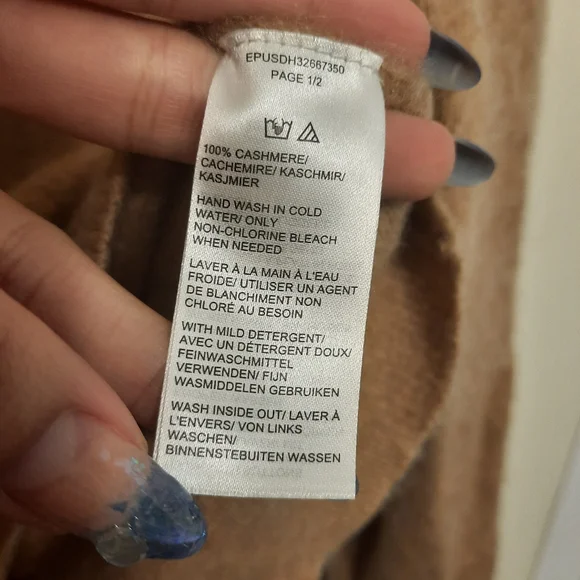 EPUSDH32667350
PAGE 1/2
100% CASHMERE/
CACHEMIRE/ KASCHMIR/
KASJMIER
HAND WASH IN COLD
WATER/ ONLY
NON-CHLORINE BLEACH
WHEN NEEDED
LAVER À LA MAIN À L'EAU
FROIDE/ UTILISER UN AGENT
DE BLANCHIMENT NON
CHLORÉ AU BESOIN
WITH MILD DETERGENT/
AVEC UN DÉTERGENT DOUX/
FEINWASCHMITTEL
VERWENDEN/ FIJN
WASMIDDELEN GEBRUIKEN
WASH INSIDE OUT/ LAVER À
L'ENVERS/ VON LINKS
WASCHEN/
BINNENSTEBUITEN WASSEN